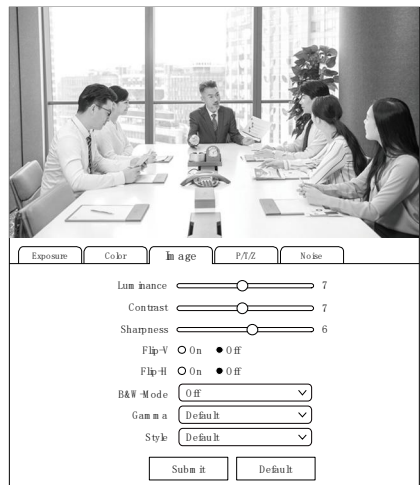 Exposure Color Image P/T/Z Noise
Luminance 7
Contrast 7
Sharpness 6
Flip-V On Off
Flip-H On Off
B&W-Mode Off
Gamma Default
Style Default
Submit Default